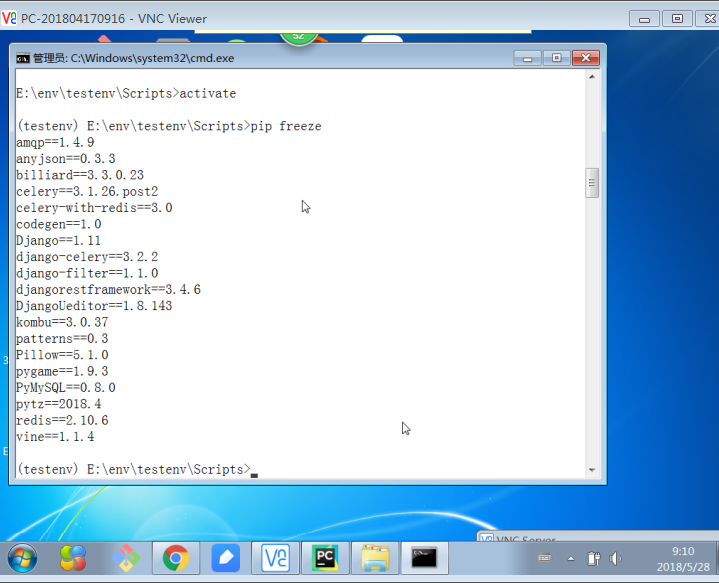 PC-201804170916 - VNC Viewer
52
管理员: C:\Windows\system32\cmd.exe
E:\env\testenv\Scripts>activate
(testenv) E:\env\testenv\Scripts>pip freeze
amqp==1.4.9
anyjson==0.3.3
billiard==3.3.0.23
celery==3.1.26.post2
celery-with-redis==3.0
codegen==1.0
Django==1.11
django-celery==3.2.2
django-filter==1.1.0
djangorestframework==3.4.6
DjangoUeditor==1.8.143
kombu==3.0.37
patterns==0.3
Pillow==5.1.0
pygame==1.9.3
PyMySQL==0.8.0
pytz==2018.4
redis==2.10.6
vine==1.1.4
(testenv) E:\env\testenv\Scripts>
VNC Server
PC
9:10
2018/5/28